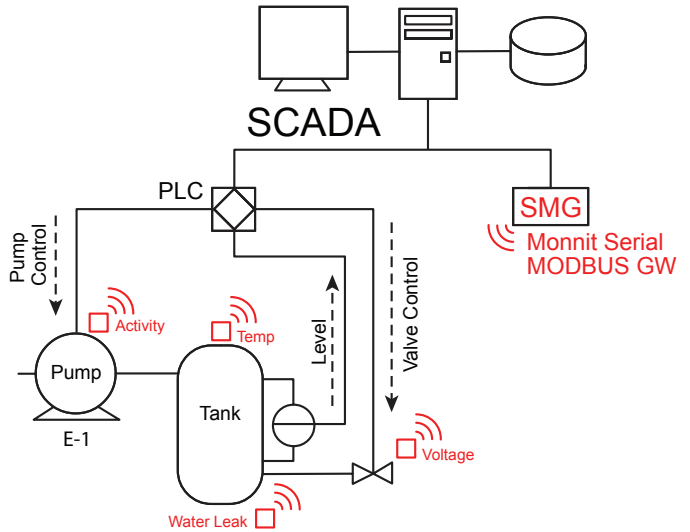 SCADA
PLC
SMG
Monnit Serial
MODBUS GW
Pump
Control
Activity
Temp
Level
Valve Control
Pump
Tank
E-1
Voltage
Water Leak